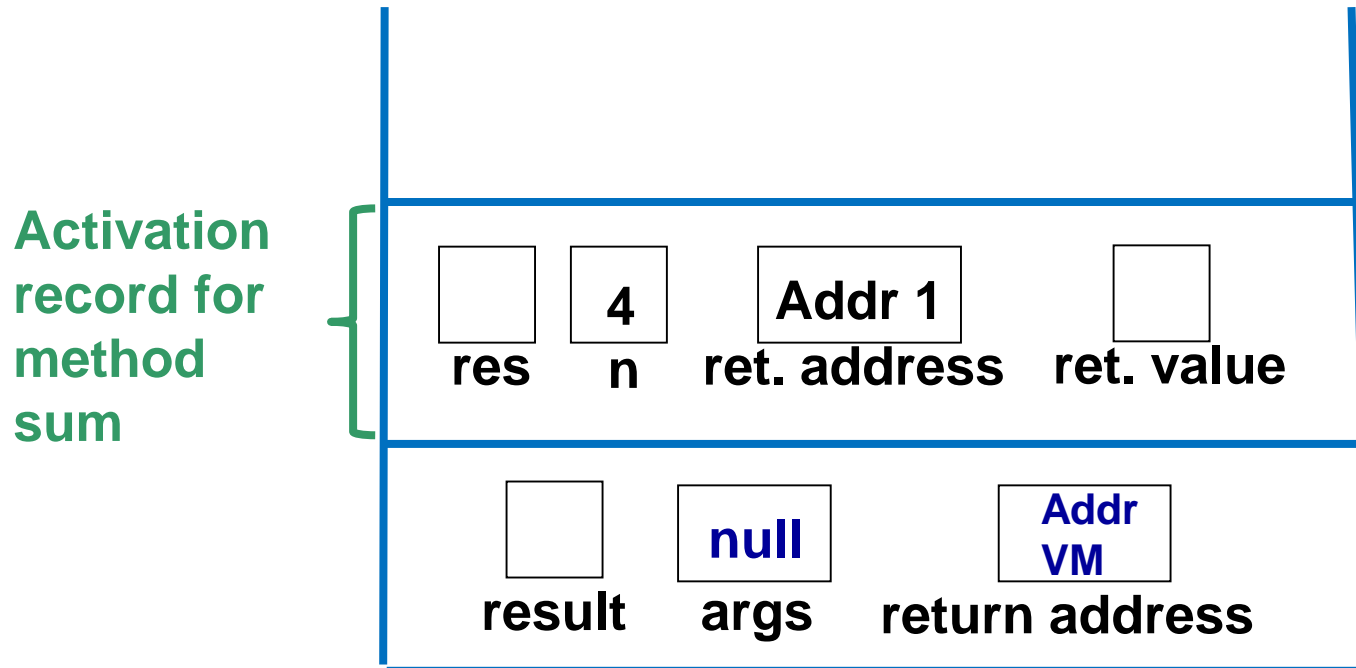 Activation
record for
method
sum
4
Addr 1
res
n
ret. address
ret. value
null
Addr
VM
result
args
return address